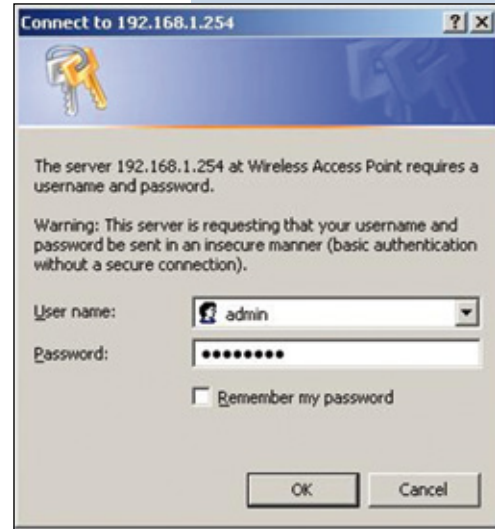 Connect to 192.168.1.254
The server 192.168.1.254 at Wireless Access Point requires a
username and password.
Warning: This server is requesting that your username and
password be sent in an insecure manner (basic authentication
without a secure connection).
User name:
admin
Password:
••••••••
Remember my password
OK
Cancel